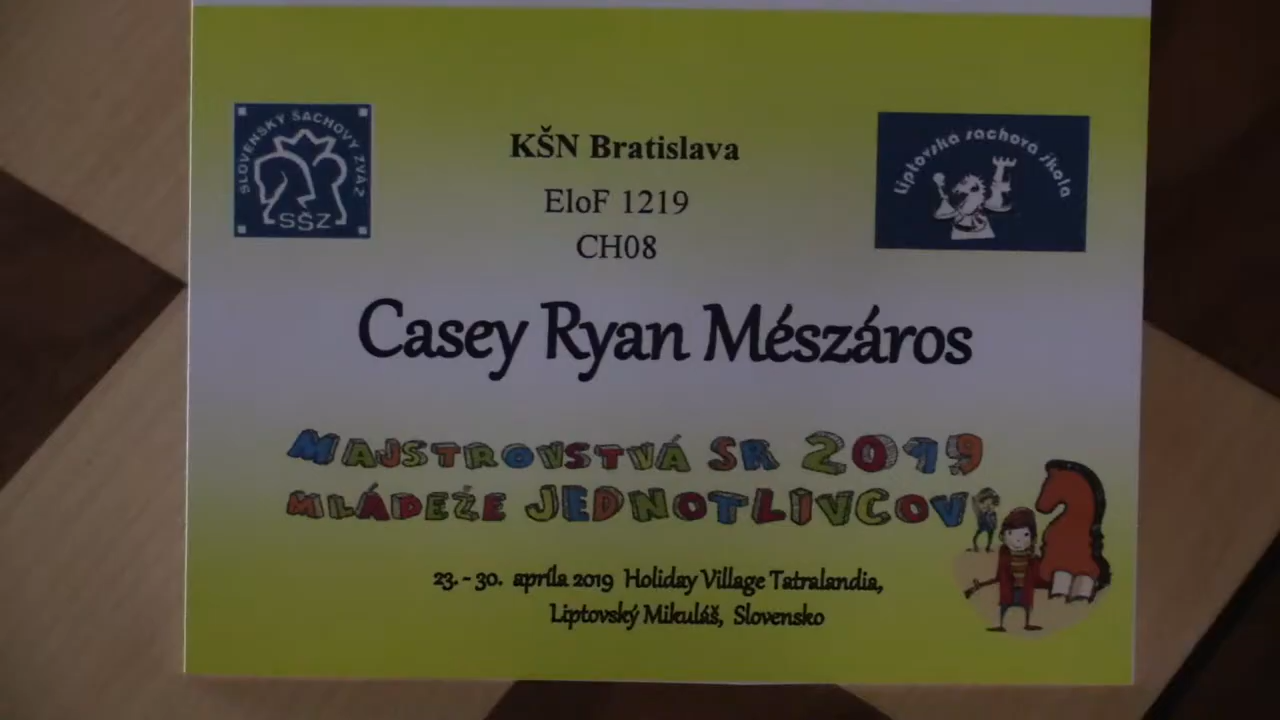 SLOVENSKÝ ŠACHOVÝ ZVÄZ
SŠZ
KŠN Bratislava
EloF 1219
CH08
Liptovská šachová škola
Casey Ryan Mészáros
MAJSTROVSTVÁ SR 2019
MLÁDEŽE JEDNOTLIVCOV
23. - 30. apríla 2019 Holiday Village Tatralandia,
Liptovský Mikuláš, Slovensko